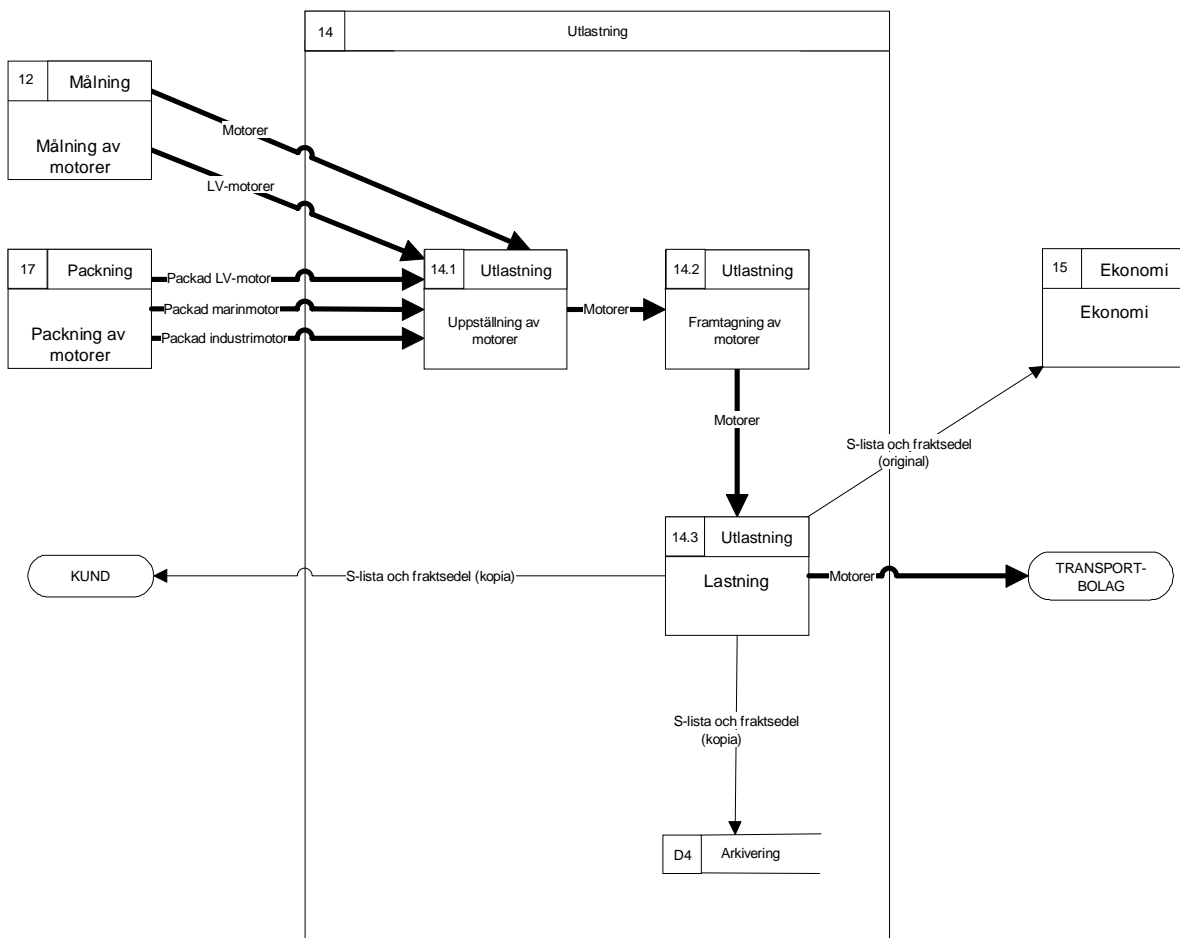 14
Utlastning
12
Målning
Målning av
motorer
Motorer
LV-motorer
17
Packning
Packning av
motorer
Packad LV-motor
Packad marinmotor
Packad industrimotor
14.1
Utlastning
Uppställning av
motorer
Motorer
14.2
Utlastning
Framtagning av
motorer
15
Ekonomi
Ekonomi
Motorer
S-lista och fraktsedel
(original)
14.3
Utlastning
Lastning
KUND
S-lista och fraktsedel (kopia)
Motorer
TRANSPORT-
BOLAG
S-lista och fraktsedel
(kopia)
D4
Arkivering